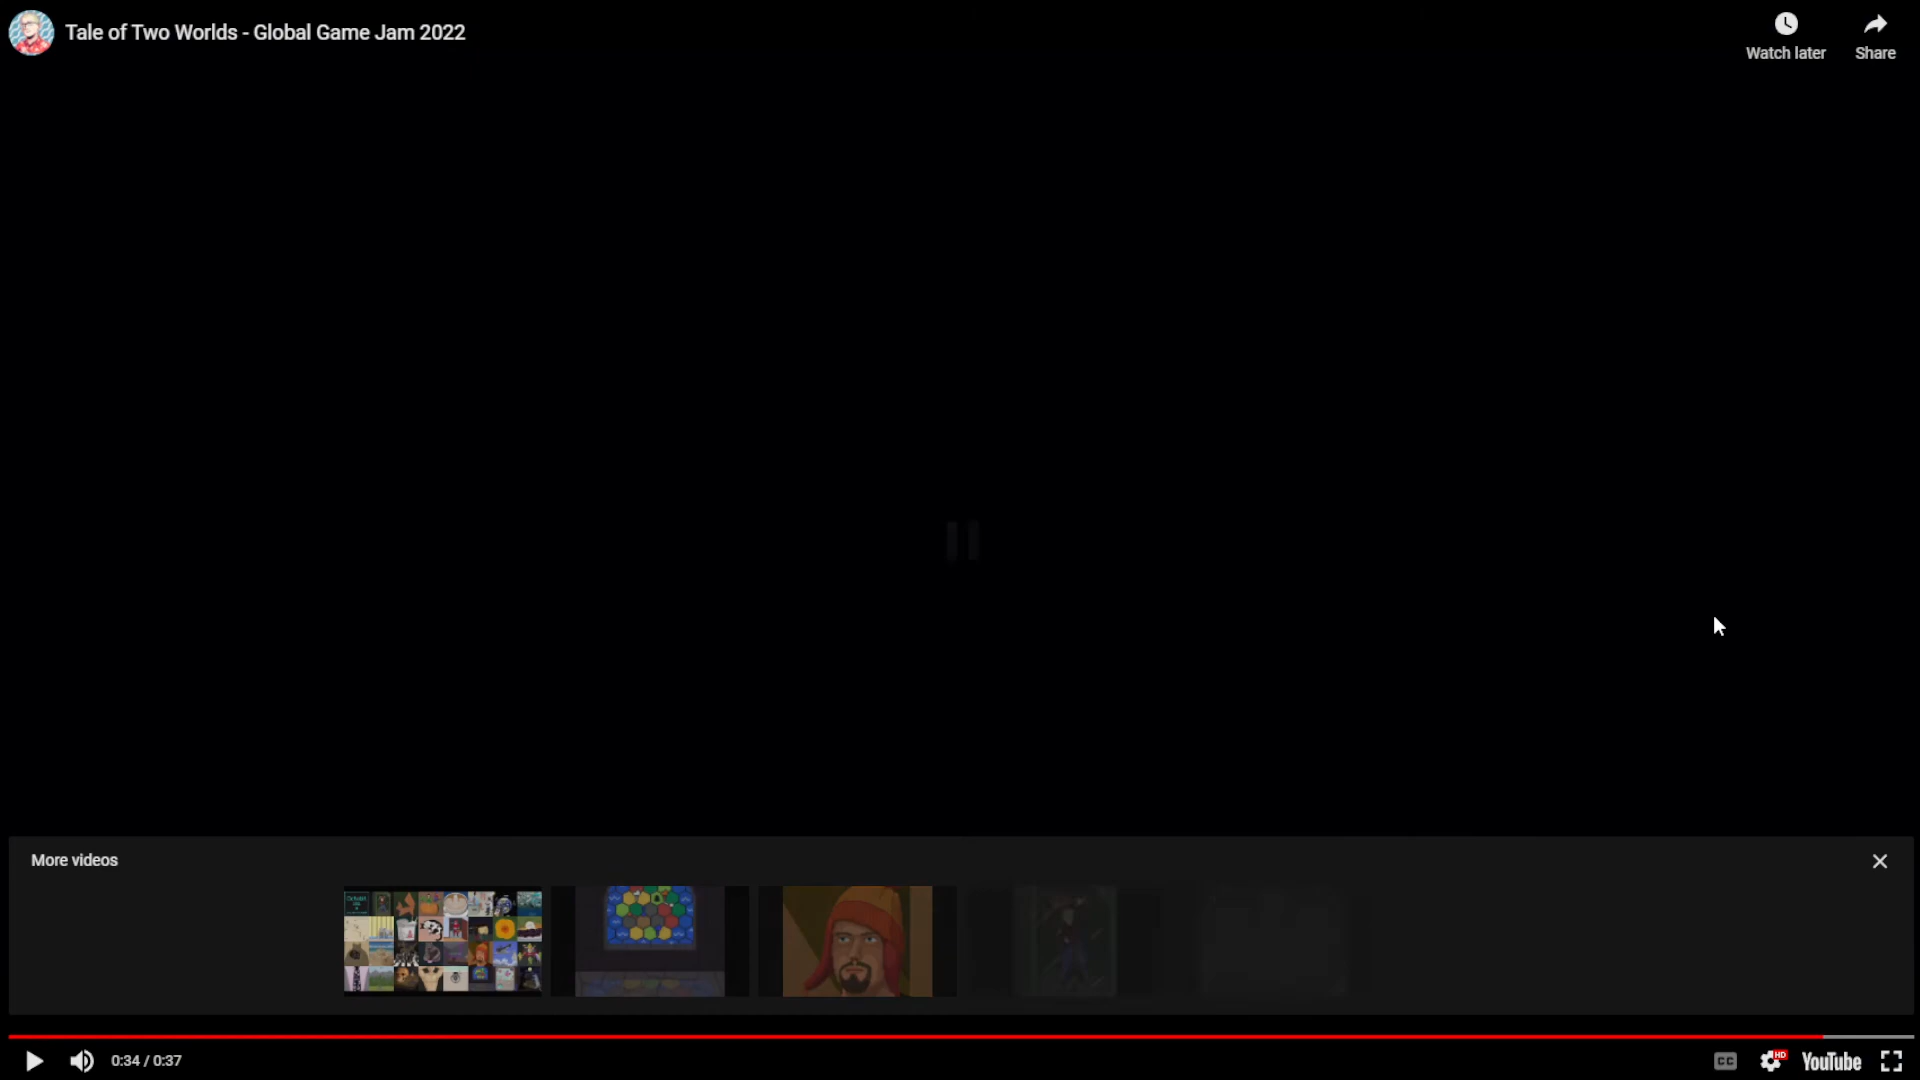 Tale of Two Worlds - Global Game Jam 2022
Watch later
Share
More videos
0:34 / 0:37
CC
HD
YouTube